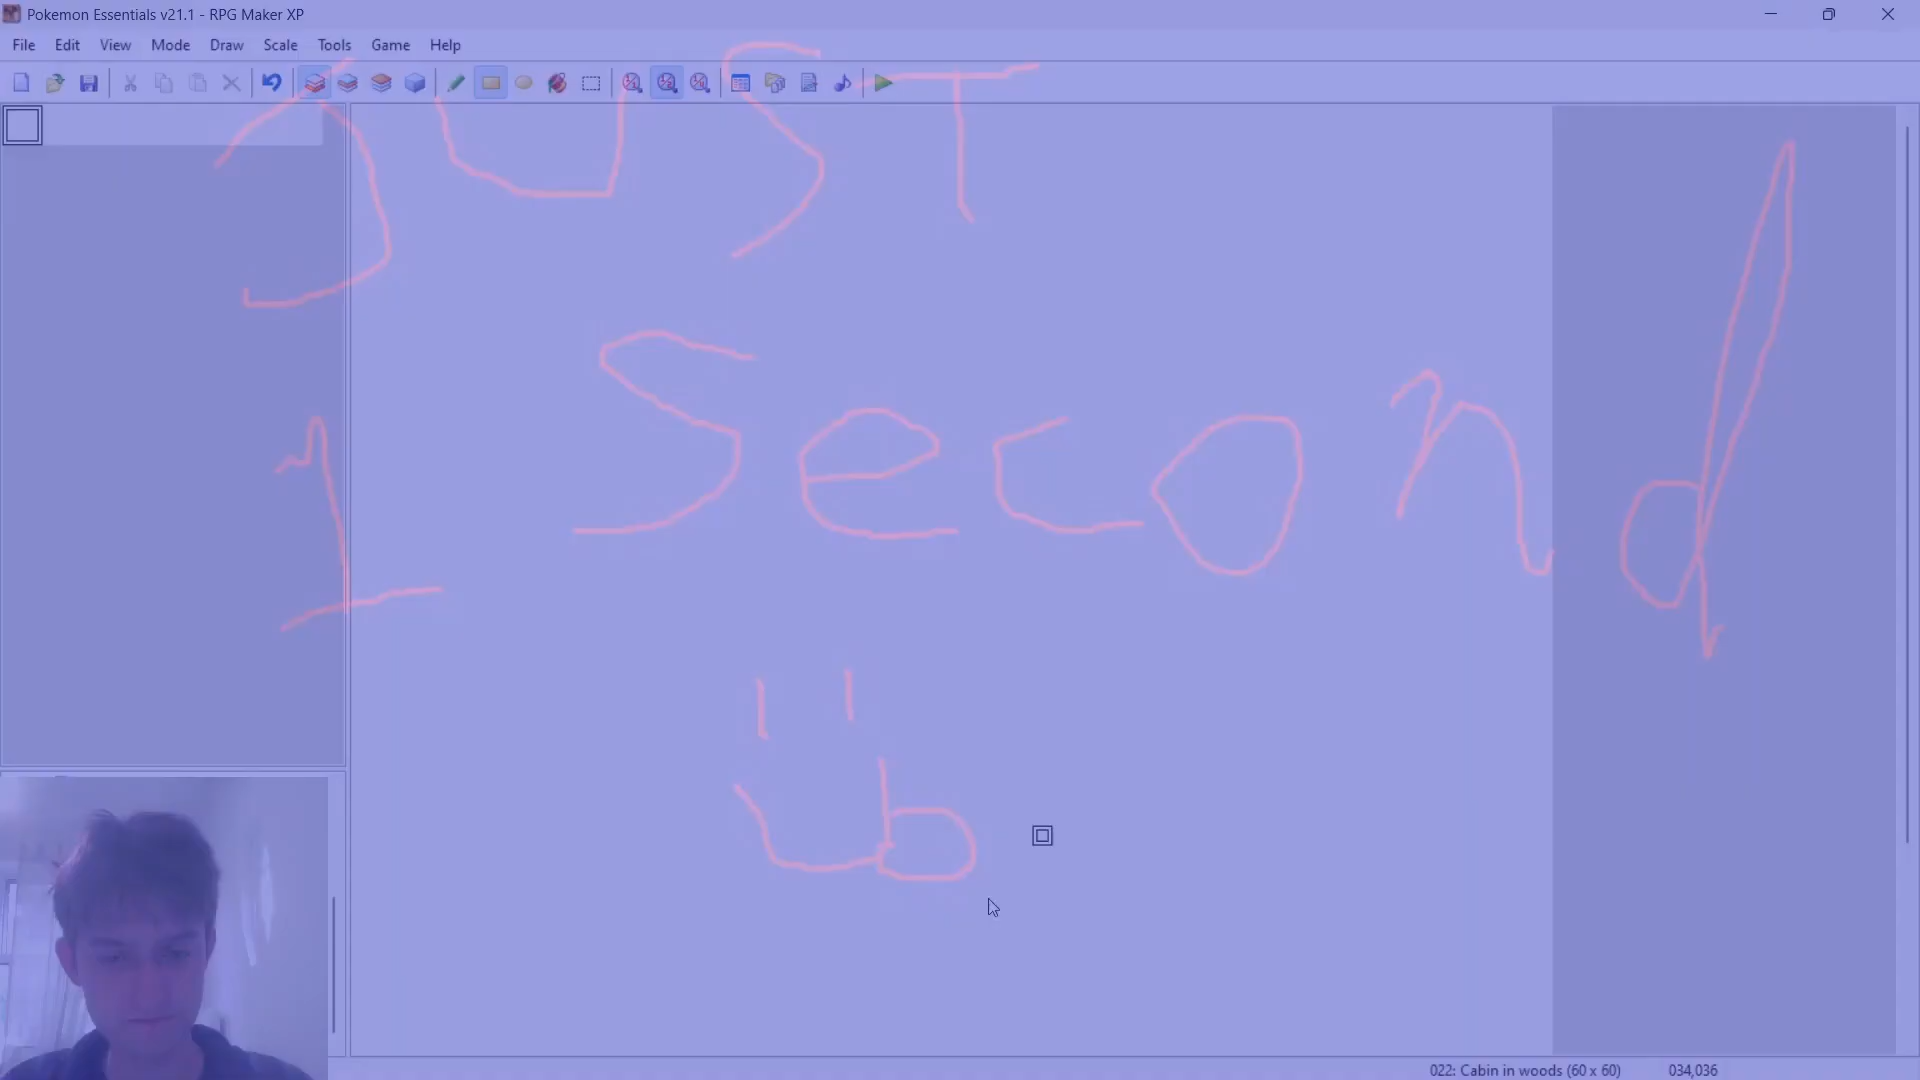 Pokemon Essentials v21.1 - RPG Maker XP
File Edit View Mode Draw Scale Tools Game Help
JUST
1 Second
022: Cabin in woods (60 x 60) 034,036